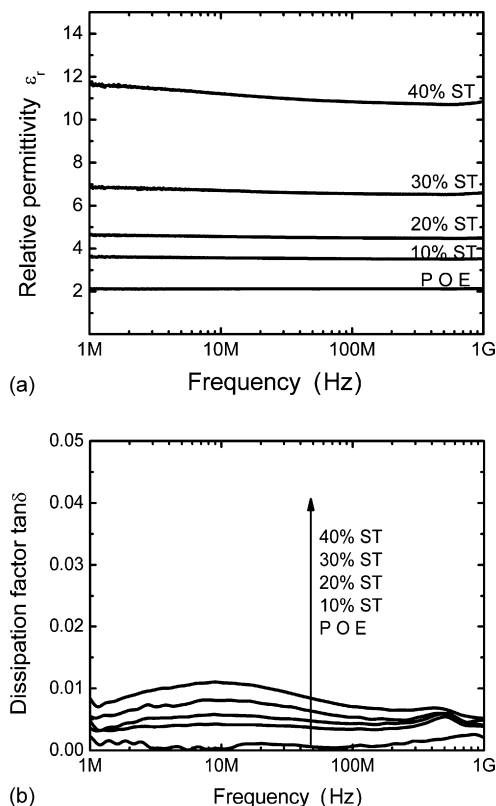 14
12
10
8
6
4
2
Relative permittivity εr
40% ST
30% ST
20% ST
10% ST
P O E
1M 10M 100M 1G
(a) Frequency (Hz)
0.05
0.04
0.03
0.02
0.01
0.00
Dissipation factor tanδ
40% ST
30% ST
20% ST
10% ST
P O E
1M 10M 100M 1G
(b) Frequency (Hz)